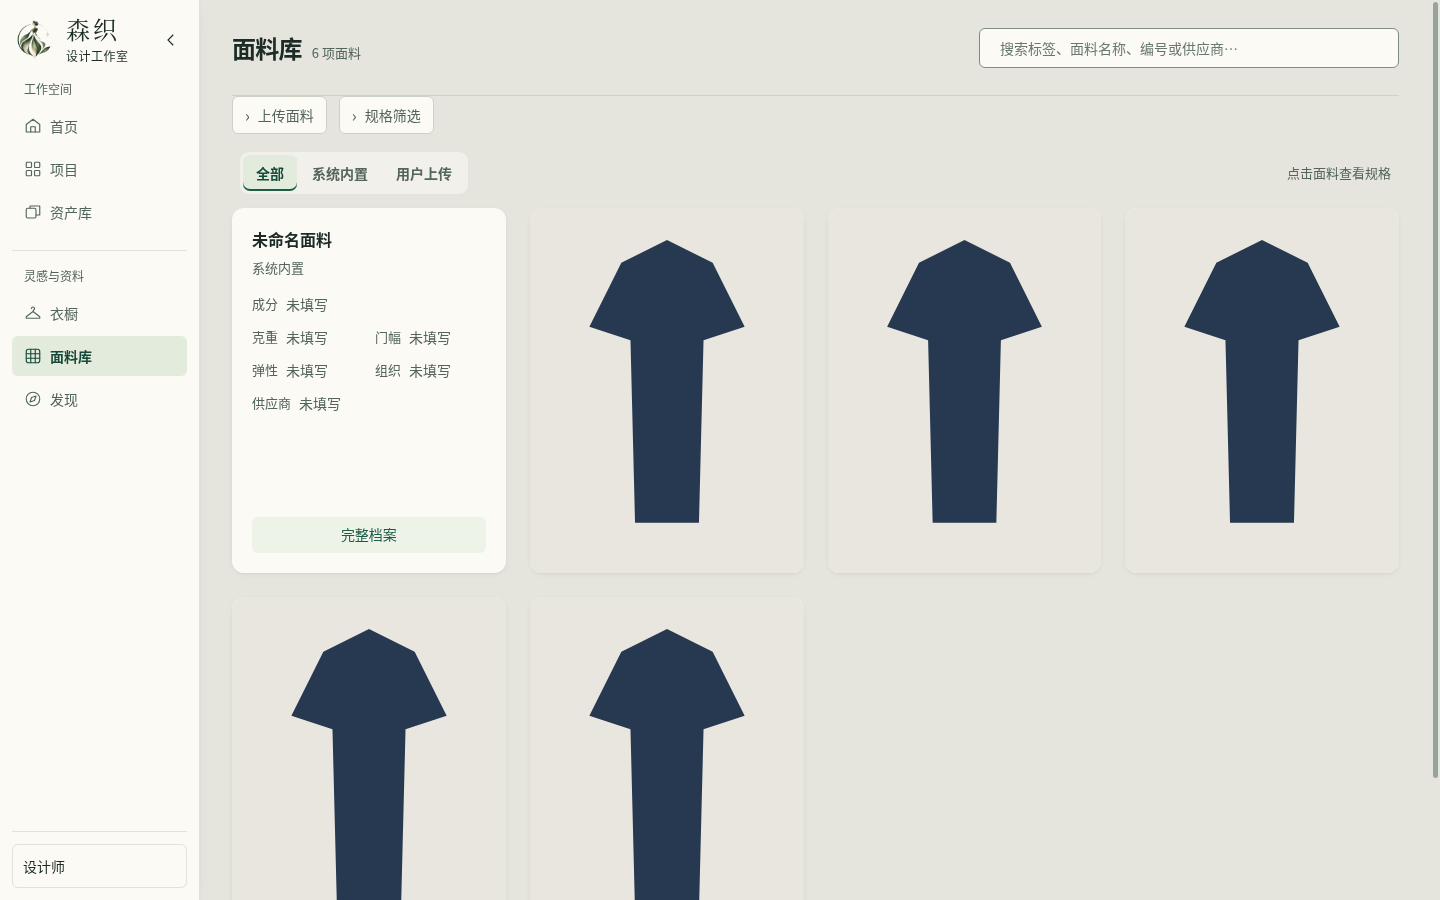 森织
设计工作室
工作空间
首页
项目
资产库
灵感与资料
衣橱
面料库
发现
设计师
面料库 6 项面料
搜索标签、面料名称、编号或供应商…
› 上传面料 › 规格筛选
全部 系统内置 用户上传
点击面料查看规格
未命名面料
系统内置
成分 未填写
克重 未填写 门幅 未填写
弹性 未填写 组织 未填写
供应商 未填写
完整档案